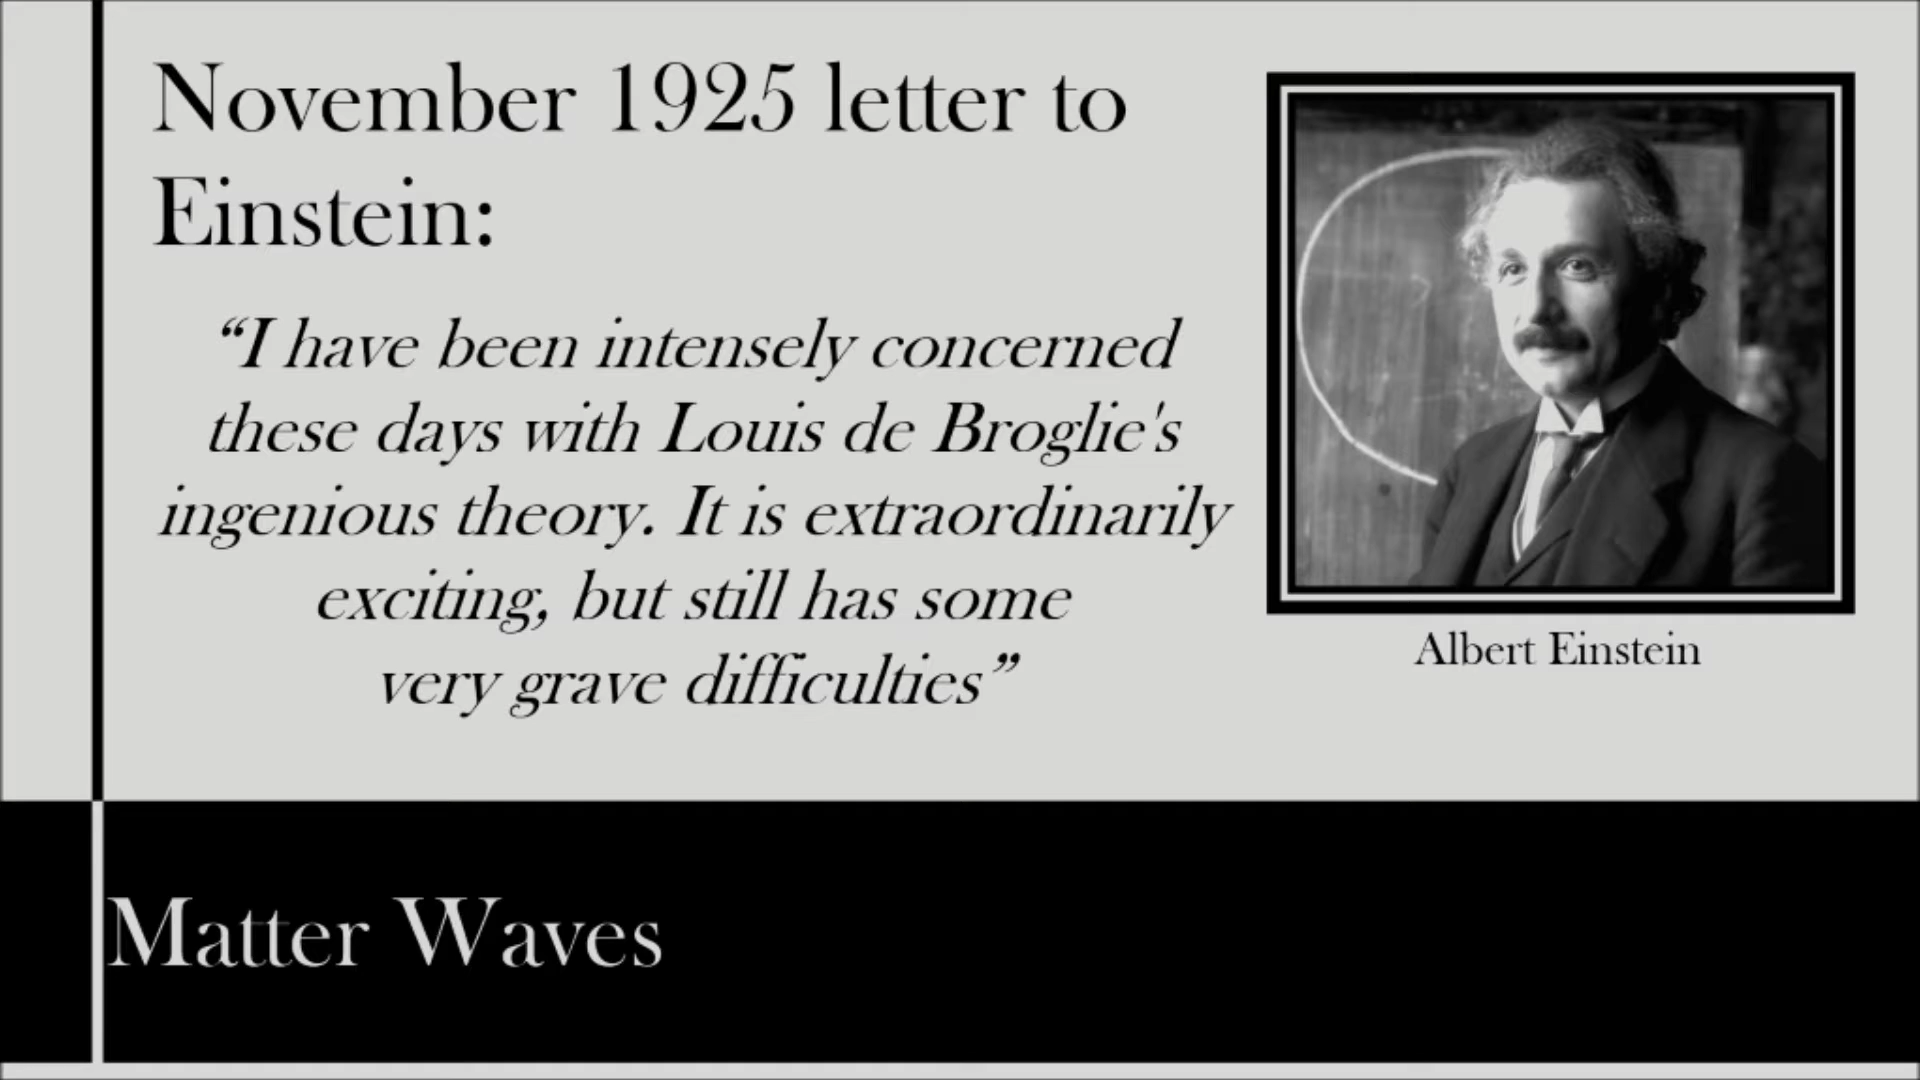 November 1925 letter to
Einstein:
“I have been intensely concerned
these days with Louis de Broglie's
ingenious theory. It is extraordinarily
exciting, but still has some
very grave difficulties”
Albert Einstein
Matter Waves